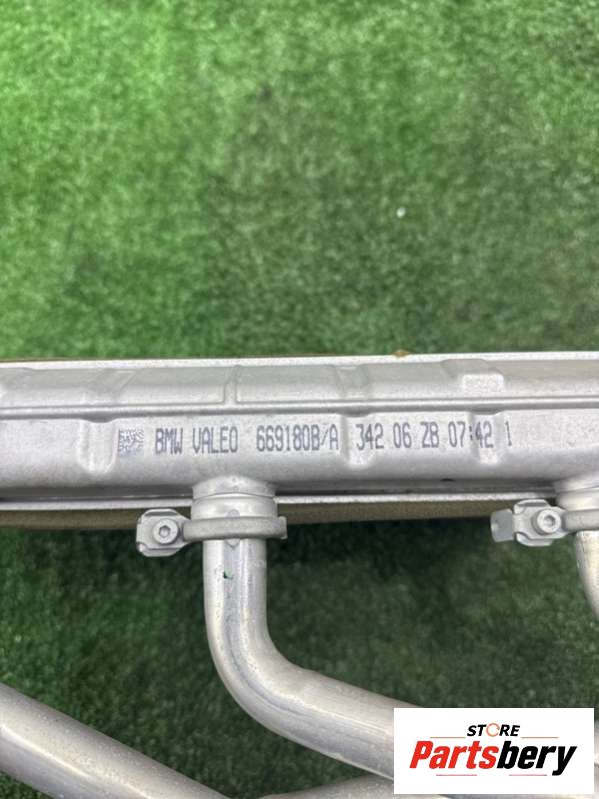 BMW VALEO 669180B/A 342 06 ZB 07:42 1
STORE
Partsbery